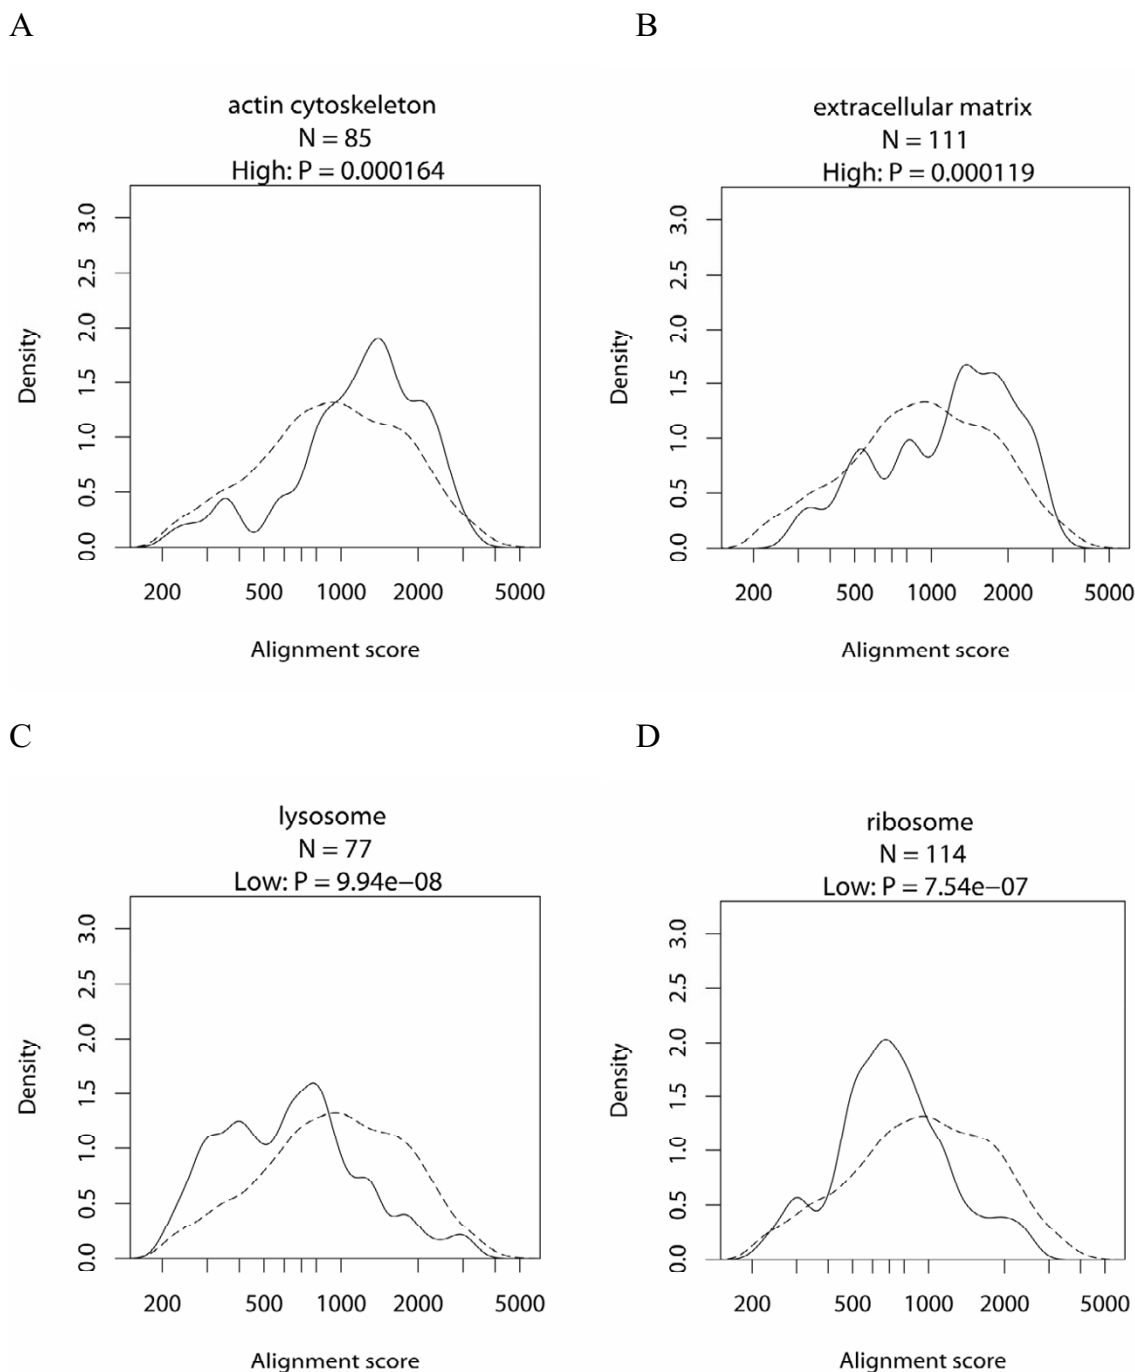 A
actin cytoskeleton
N = 85
High: P = 0.000164
Density
3.0
2.5
2.0
1.5
1.0
0.5
0.0
200 500 1000 2000 5000
Alignment score
B
extracellular matrix
N = 111
High: P = 0.000119
Density
3.0
2.5
2.0
1.5
1.0
0.5
0.0
200 500 1000 2000 5000
Alignment score
C
lysosome
N = 77
Low: P = 9.94e−08
Density
3.0
2.5
2.0
1.5
1.0
0.5
0.0
200 500 1000 2000 5000
Alignment score
D
ribosome
N = 114
Low: P = 7.54e−07
Density
3.0
2.5
2.0
1.5
1.0
0.5
0.0
200 500 1000 2000 5000
Alignment score